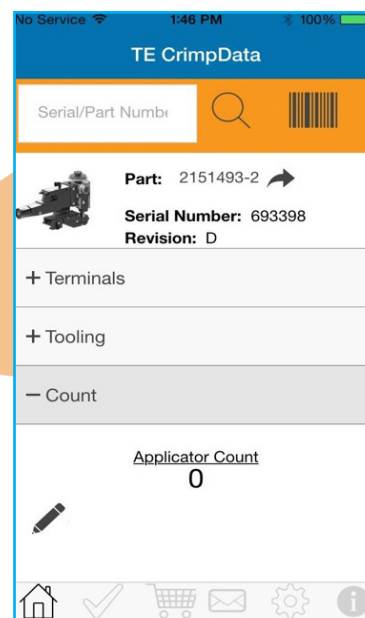 No Service 1:46 PM 100%
TE CrimpData
Serial/Part Numbe
Part: 2151493-2
Serial Number: 693398
Revision: D
+ Terminals
+ Tooling
− Count
Applicator Count
0